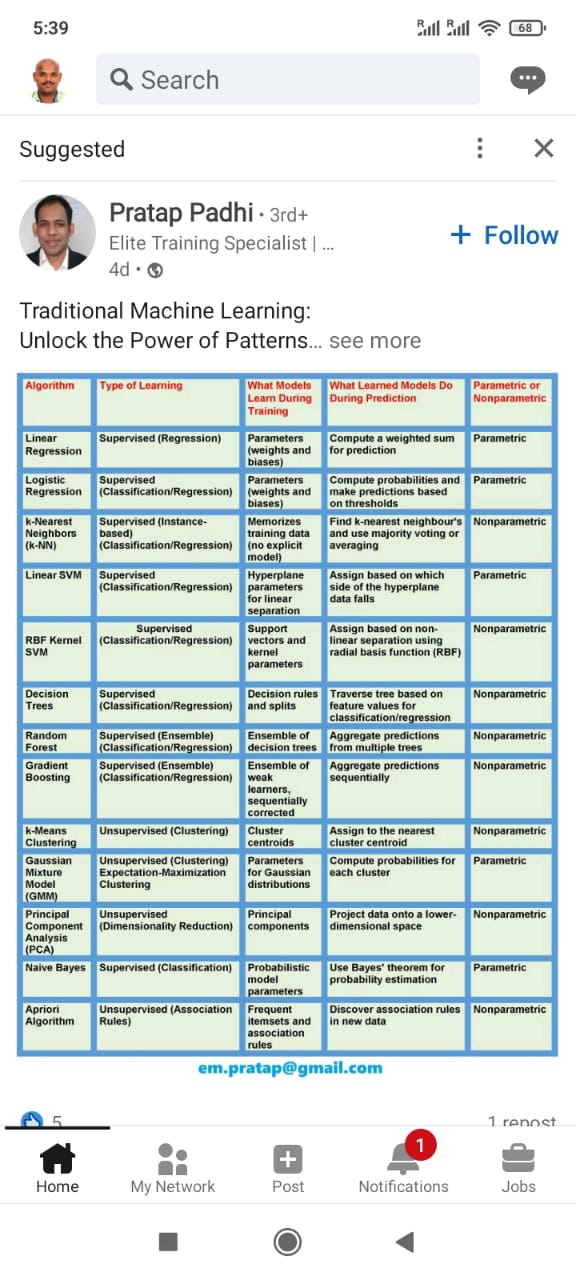 5:39
R R 68
Search
Suggested
Pratap Padhi • 3rd+
Elite Training Specialist | ...
4d •
+ Follow
Traditional Machine Learning:
Unlock the Power of Patterns... see more
Algorithm Type of Learning What Models Learn During Training What Learned Models Do During Prediction Parametric or Nonparametric
Linear Regression Supervised (Regression) Parameters (weights and biases) Compute a weighted sum for prediction Parametric
Logistic Regression Supervised (Classification/Regression) Parameters (weights and biases) Compute probabilities and make predictions based on thresholds Parametric
k-Nearest Neighbors (k-NN) Supervised (Instance-based) (Classification/Regression) Memorizes training data (no explicit model) Find k-nearest neighbour's and use majority voting or averaging Nonparametric
Linear SVM Supervised (Classification/Regression) Hyperplane parameters for linear separation Assign based on which side of the hyperplane data falls Parametric
RBF Kernel SVM Supervised (Classification/Regression) Support vectors and kernel parameters Assign based on non-linear separation using radial basis function (RBF) Nonparametric
Decision Trees Supervised (Classification/Regression) Decision rules and splits Traverse tree based on feature values for classification/regression Nonparametric
Random Forest Supervised (Ensemble) (Classification/Regression) Ensemble of decision trees Aggregate predictions from multiple trees Nonparametric
Gradient Boosting Supervised (Ensemble) (Classification/Regression) Ensemble of weak learners, sequentially corrected Aggregate predictions sequentially Nonparametric
k-Means Clustering Unsupervised (Clustering) Cluster centroids Assign to the nearest cluster centroid Nonparametric
Gaussian Mixture Model (GMM) Unsupervised (Clustering) Expectation-Maximization Clustering Parameters for Gaussian distributions Compute probabilities for each cluster Parametric
Principal Component Analysis (PCA) Unsupervised (Dimensionality Reduction) Principal components Project data onto a lower-dimensional space Nonparametric
Naive Bayes Supervised (Classification) Probabilistic model parameters Use Bayes' theorem for probability estimation Parametric
Apriori Algorithm Unsupervised (Association Rules) Frequent itemsets and association rules Discover association rules in new data Nonparametric
em.pratap@gmail.com
5 1 repost
1
Home My Network Post Notifications Jobs